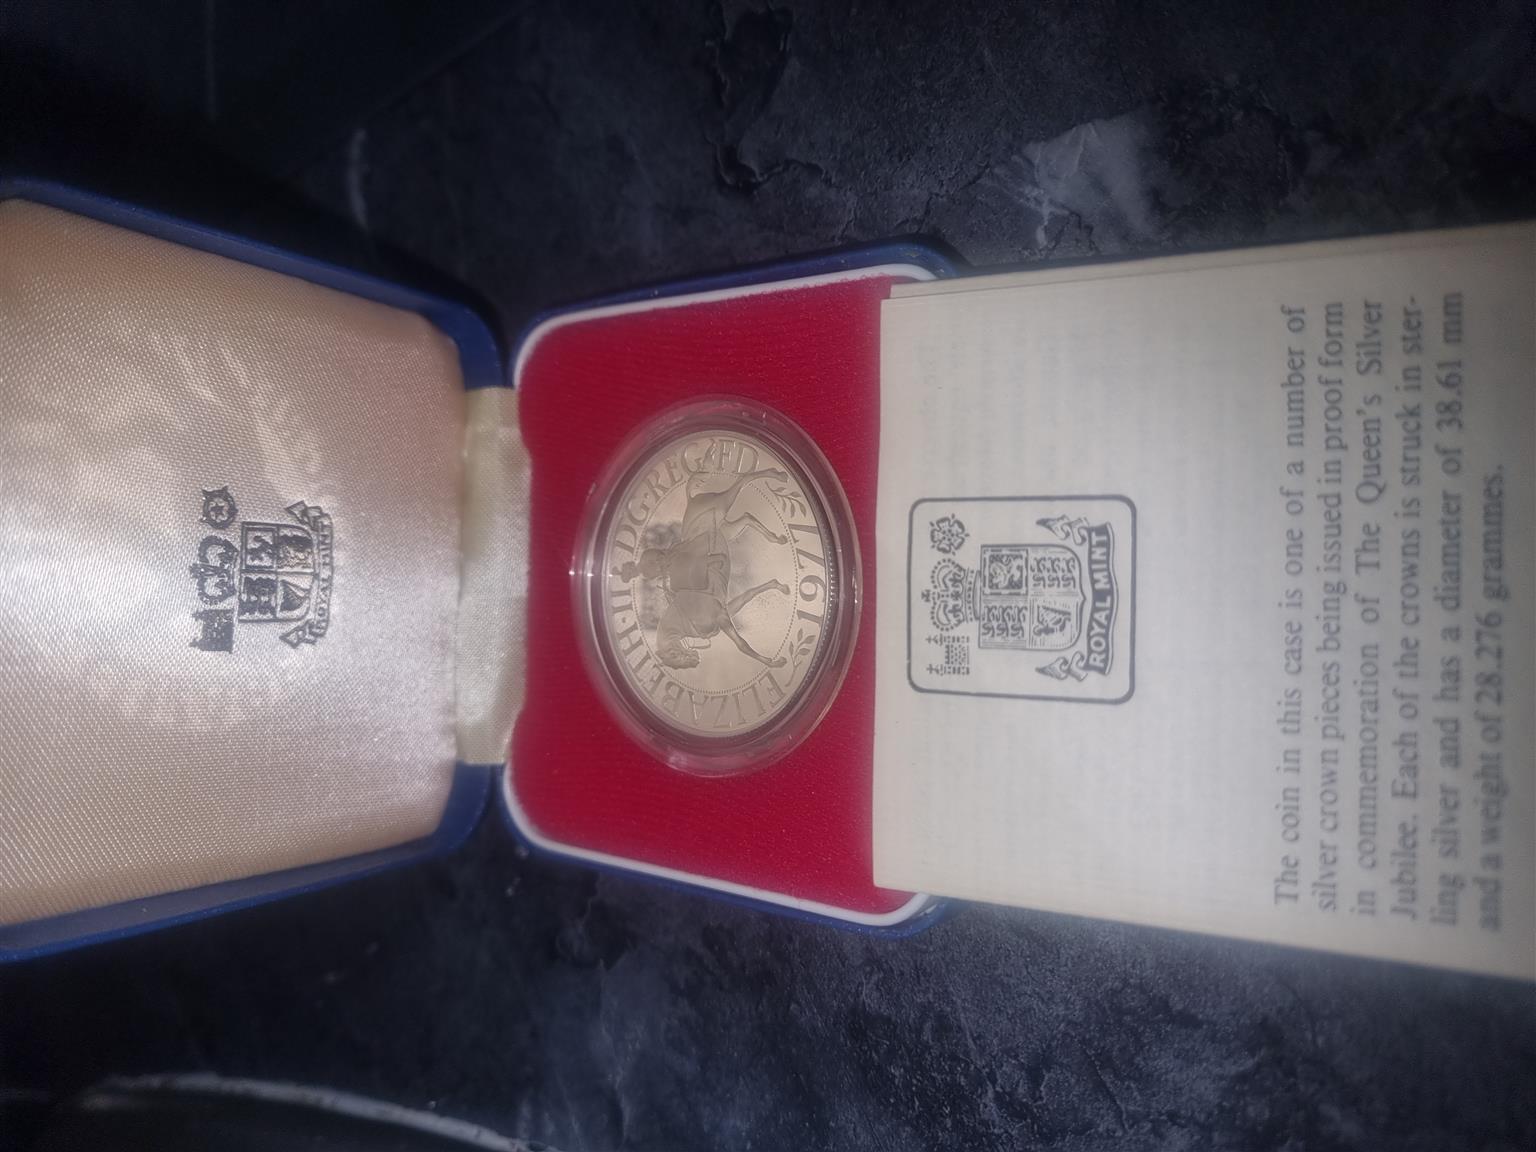 ROYAL MINT
ELIZABETH·II DG·REG FD
1977
ROYAL MINT
The coin in this case is one of a number of
silver crown pieces being issued in proof form
in commemoration of The Queen's Silver
Jubilee. Each of the crowns is struck in ster-
ling silver and has a diameter of 38.61 mm
and a weight of 28.276 grammes.